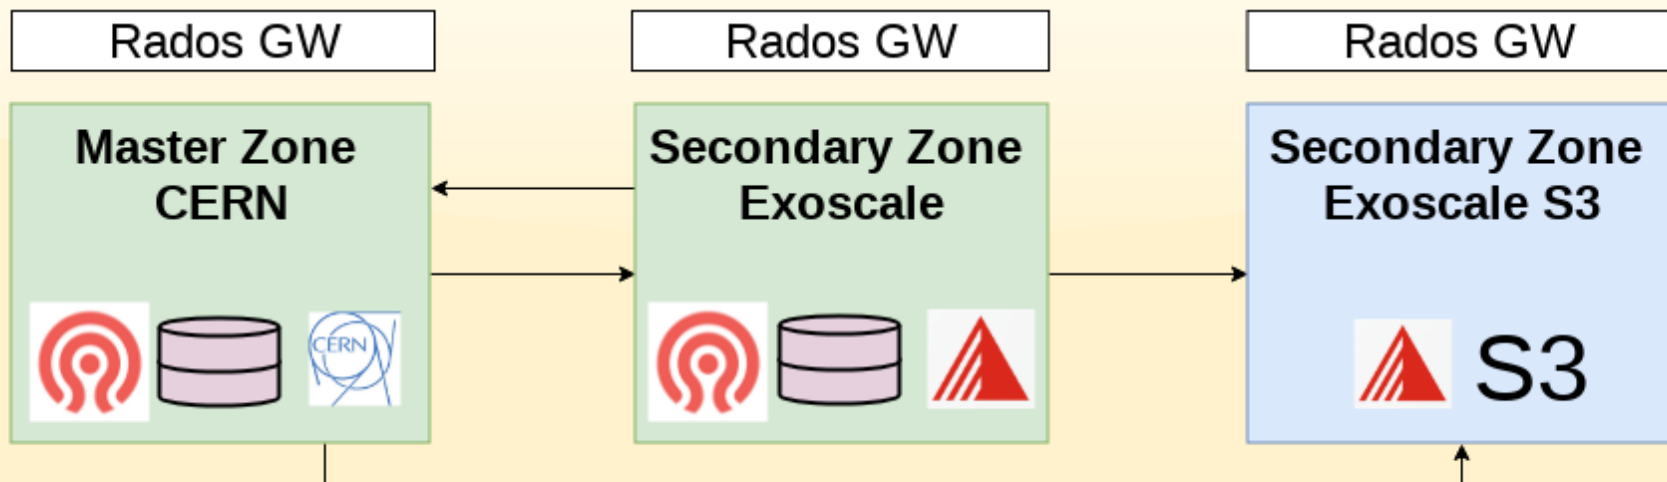 Rados GW
Rados GW
Rados GW
Master Zone
CERN
Secondary Zone
Exoscale
Secondary Zone
Exoscale S3
CERN
S3